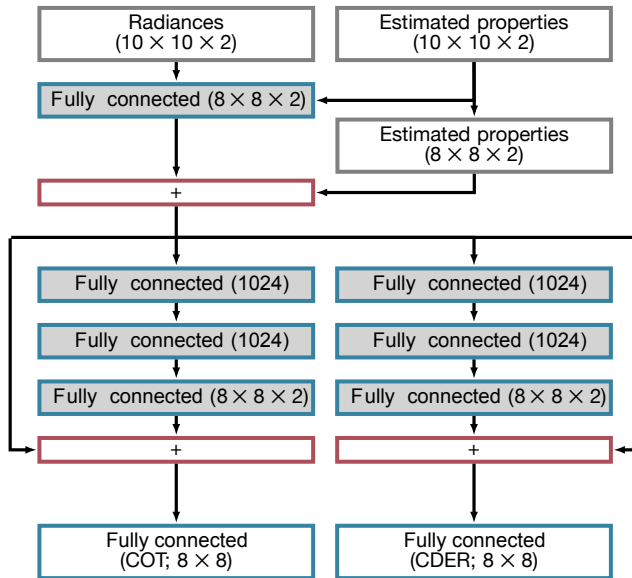 Radiances
(10 × 10 × 2)
Estimated properties
(10 × 10 × 2)
Fully connected (8 × 8 × 2)
Estimated properties
(8 × 8 × 2)
+
Fully connected (1024)
Fully connected (1024)
Fully connected (1024)
Fully connected (1024)
Fully connected (8 × 8 × 2)
Fully connected (8 × 8 × 2)
+
+
Fully connected
(COT; 8 × 8)
Fully connected
(CDER; 8 × 8)